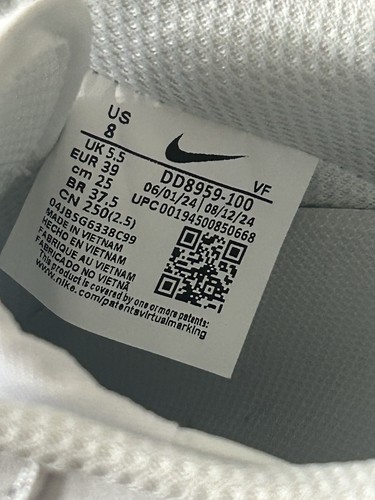 US
8
UK 5.5
EUR 39
cm 25
BR 37.5
CN 250(2.5)
DD8959-100 VF
06/01/24 | 08/12/24
UPC 00194500850668
04JB5G633BC99
MADE IN VIETNAM
HECHO EN VIETNAM
FABRIQUE AU VIETNAM
FABRICADO NO VIETNÃ
This product is covered by one or more patents:
www.nike.com/patentsvirtualmarking